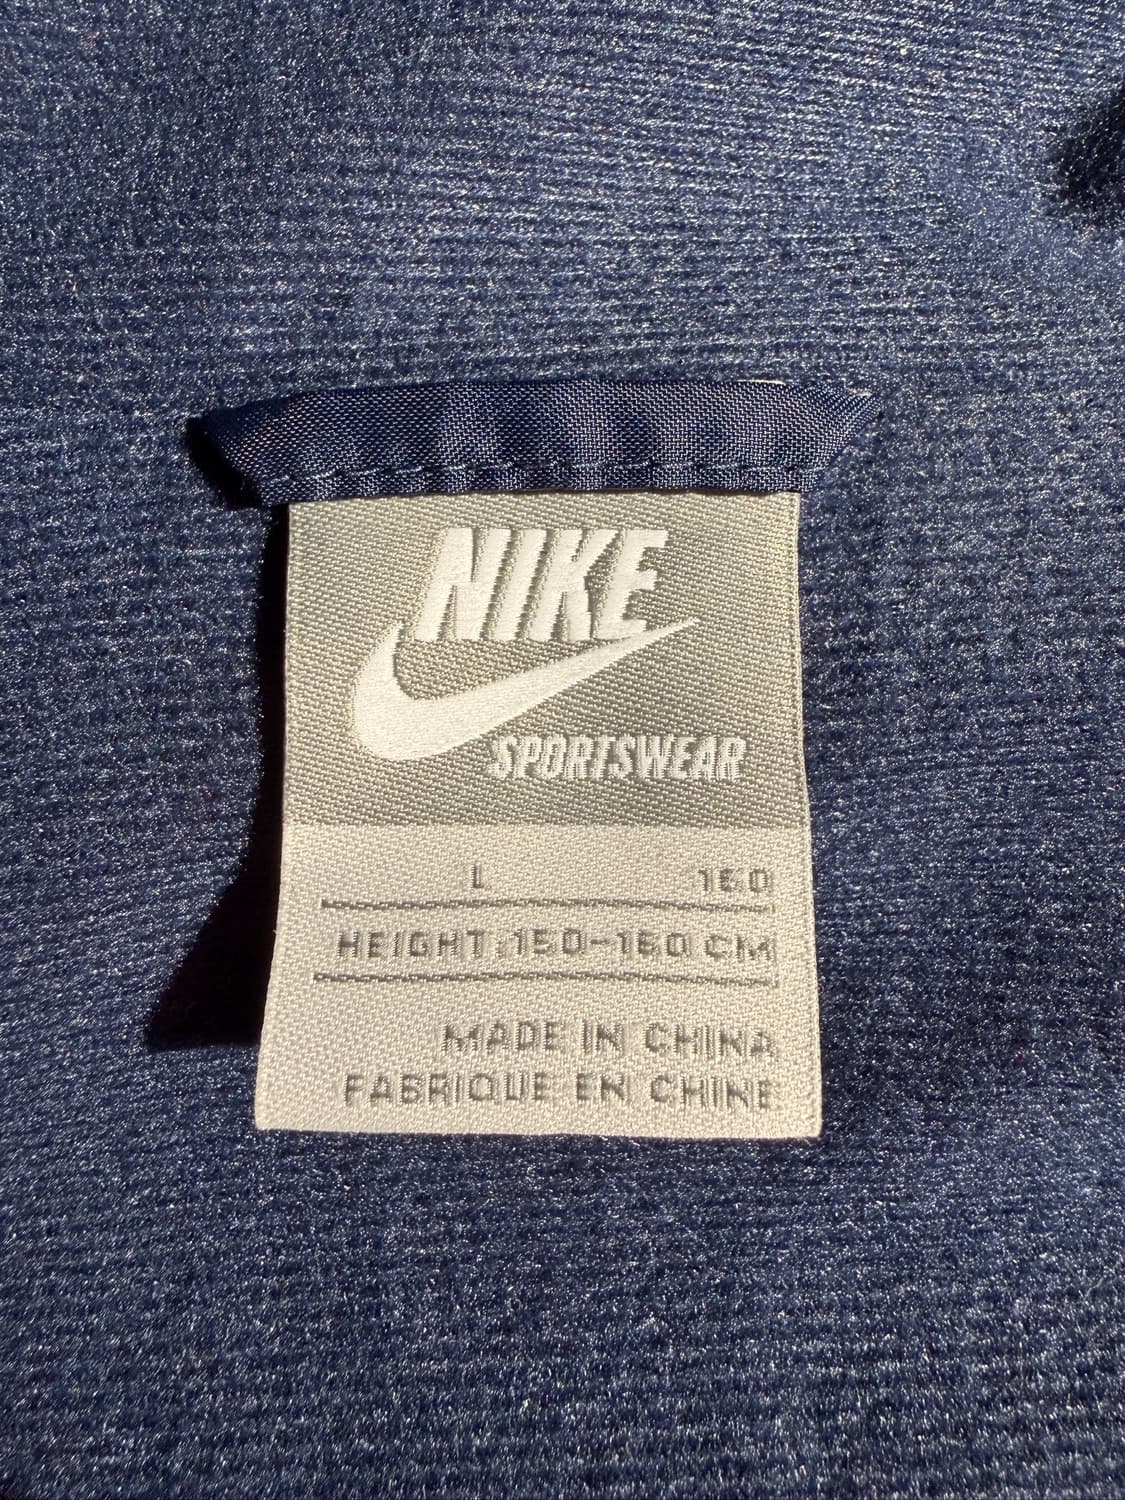 NIKE
SPORTSWEAR
L 160
HEIGHT:150-160 CM
MADE IN CHINA
FABRIQUE EN CHINE